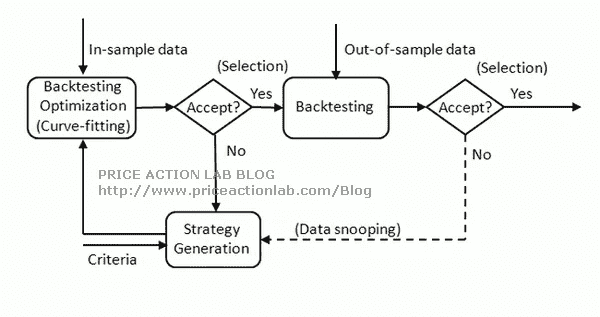 In-sample data
Out-of-sample data
(Selection)
(Selection)
Backtesting
Optimization
(Curve-fitting)
Accept?
Yes
Backtesting
Accept?
Yes
No
No
PRICE ACTION LAB BLOG
http://www.priceactionlab.com/Blog
Strategy
Generation
(Data snooping)
Criteria